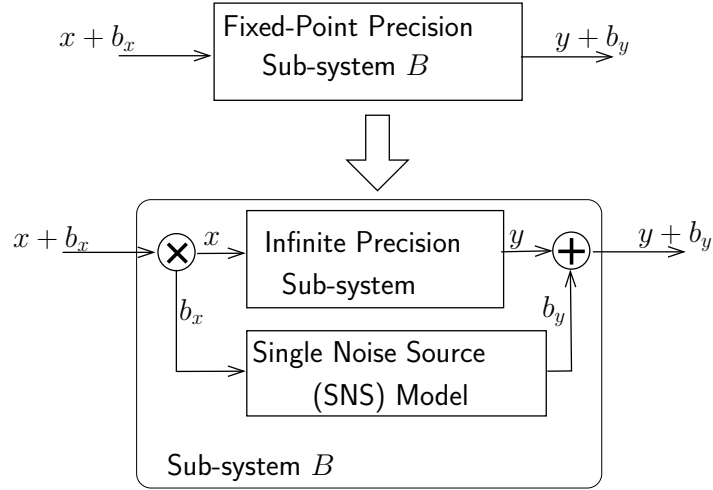 x + b_x
Fixed-Point Precision
Sub-system B
y + b_y
x + b_x
x
Infinite Precision
Sub-system
y
y + b_y
b_x
b_y
Single Noise Source
(SNS) Model
Sub-system B